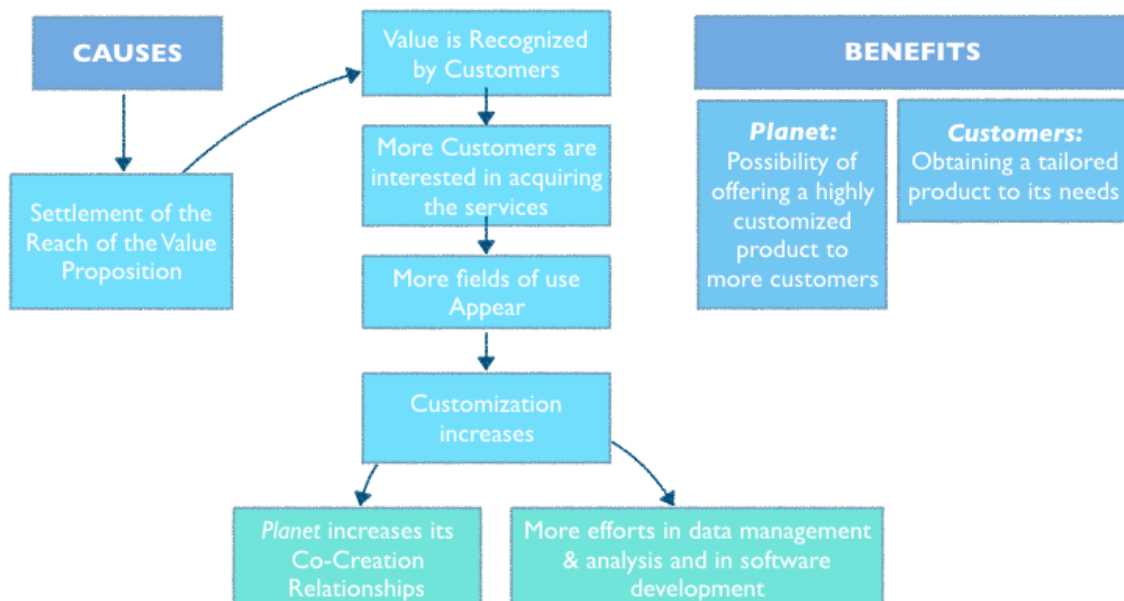 CAUSES
Settlement of the
Reach of the Value
Proposition
Value is Recognized
by Customers
More Customers are
interested in acquiring
the services
More fields of use
Appear
Customization
increases
Planet increases its
Co-Creation
Relationships
More efforts in data management
& analysis and in software
development
BENEFITS
Planet:
Possibility of
offering a highly
customized
product to
more customers
Customers:
Obtaining a tailored
product to its needs